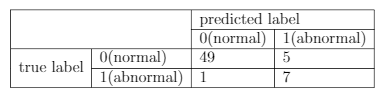 predicted label
0(normal) 1(abnormal)
true label 0(normal) 49 5
1(abnormal) 1 7